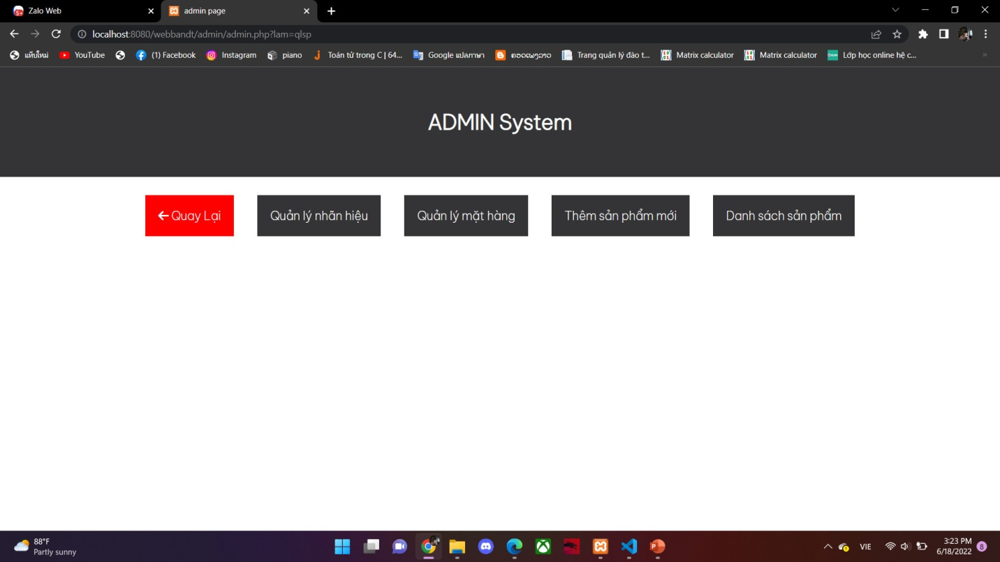 Zalo Web
admin page
localhost:8080/webbandt/admin/admin.php?lam=qlsp
แท็บใหม่
YouTube
(1) Facebook
Instagram
piano
Toán tử trong C | 64...
Google แปลภาษา
ຄອດເພງລາວ
Trang quản lý đào t...
Matrix calculator
Matrix calculator
Lớp học online hệ c...
ADMIN System
Quay Lại
Quản lý nhãn hiệu
Quản lý mặt hàng
Thêm sản phẩm mới
Danh sách sản phẩm
88°F
Partly sunny
VIE
3:23 PM
6/18/2022
8